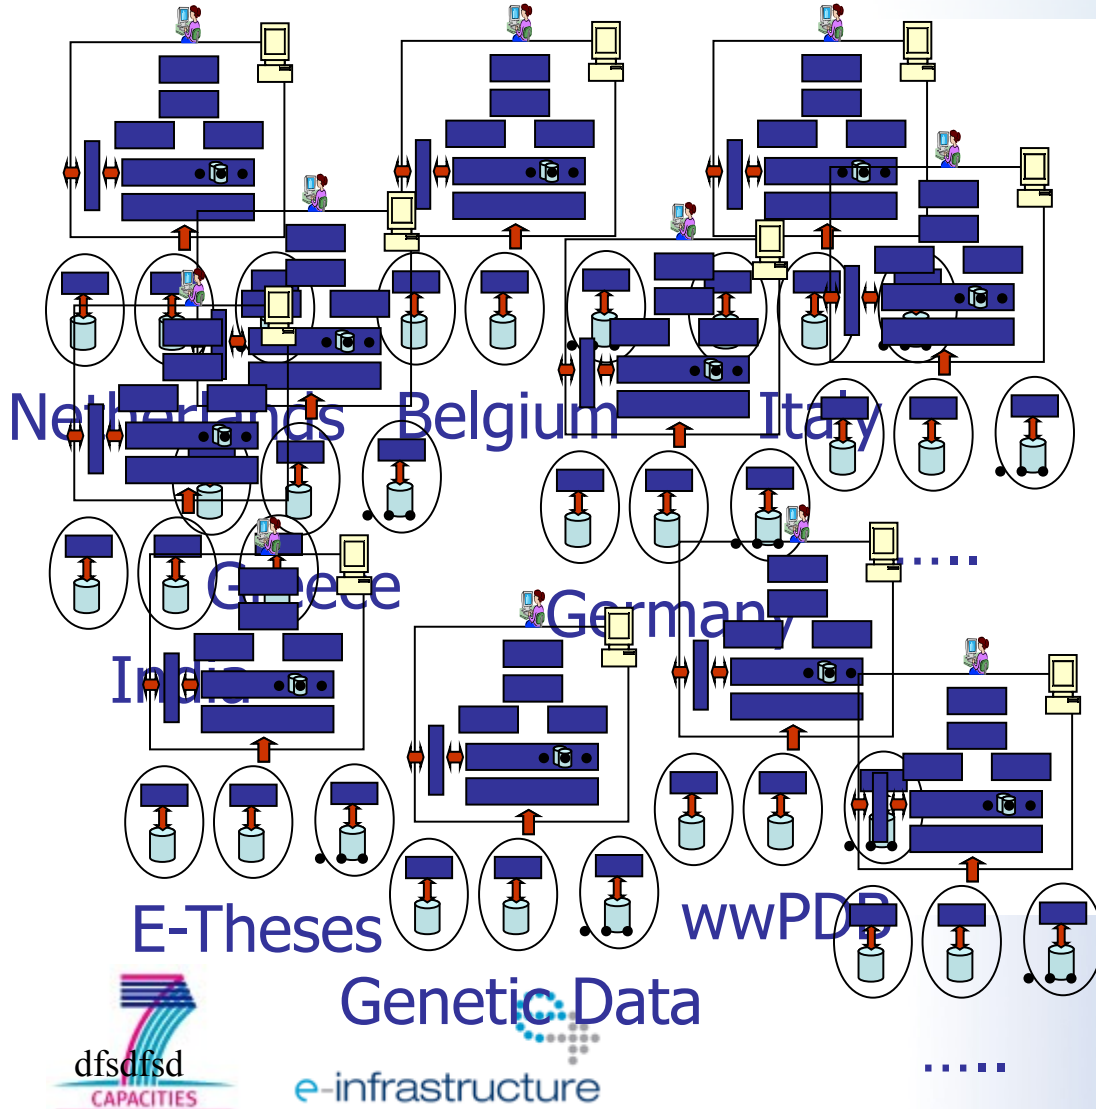 Netherlands
Belgium
Italy
.....
Greece
Germany
India
E-Theses
wwPDB
Genetic Data
dfsdfsd
CAPACITIES
e-infrastructure
.....